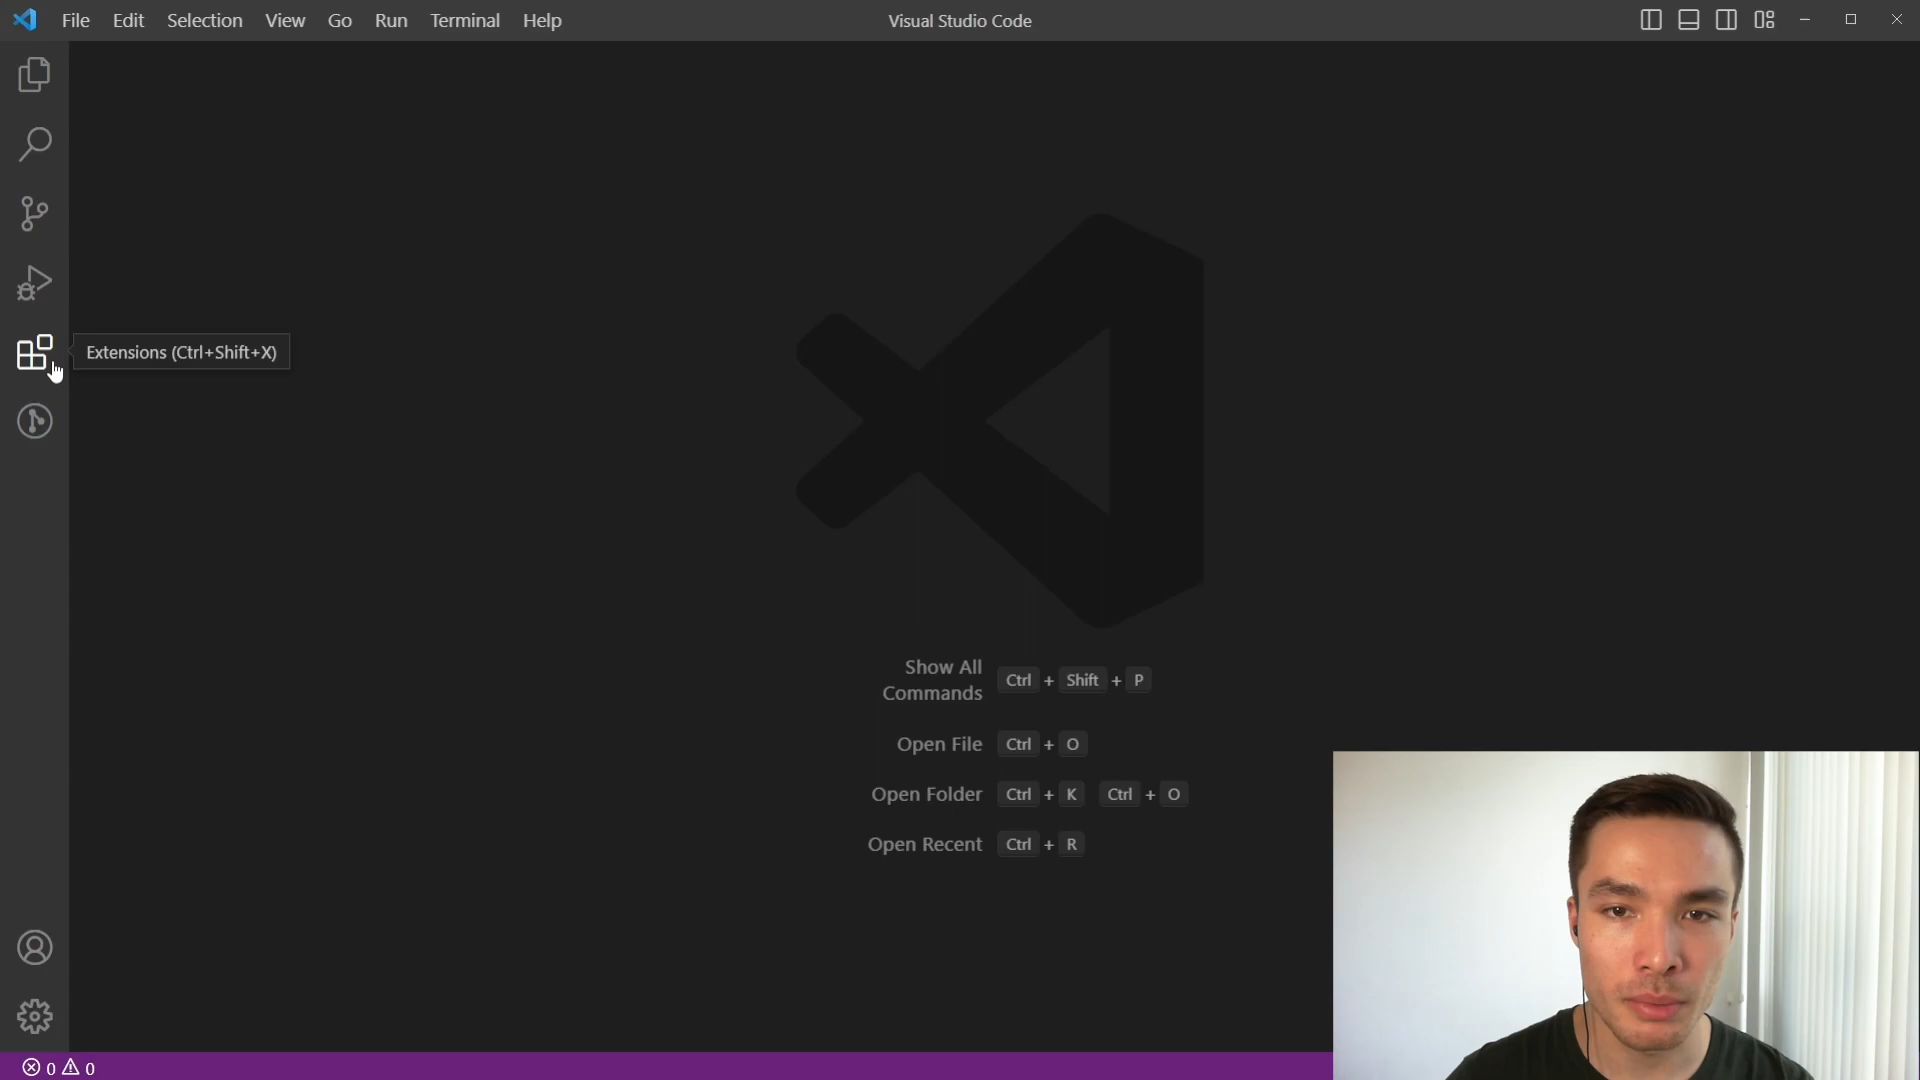 File Edit Selection View Go Run Terminal Help Visual Studio Code
Extensions (Ctrl+Shift+X)
Show All
Commands Ctrl + Shift + P
Open File Ctrl + O
Open Folder Ctrl + K Ctrl + O
Open Recent Ctrl + R
0 0